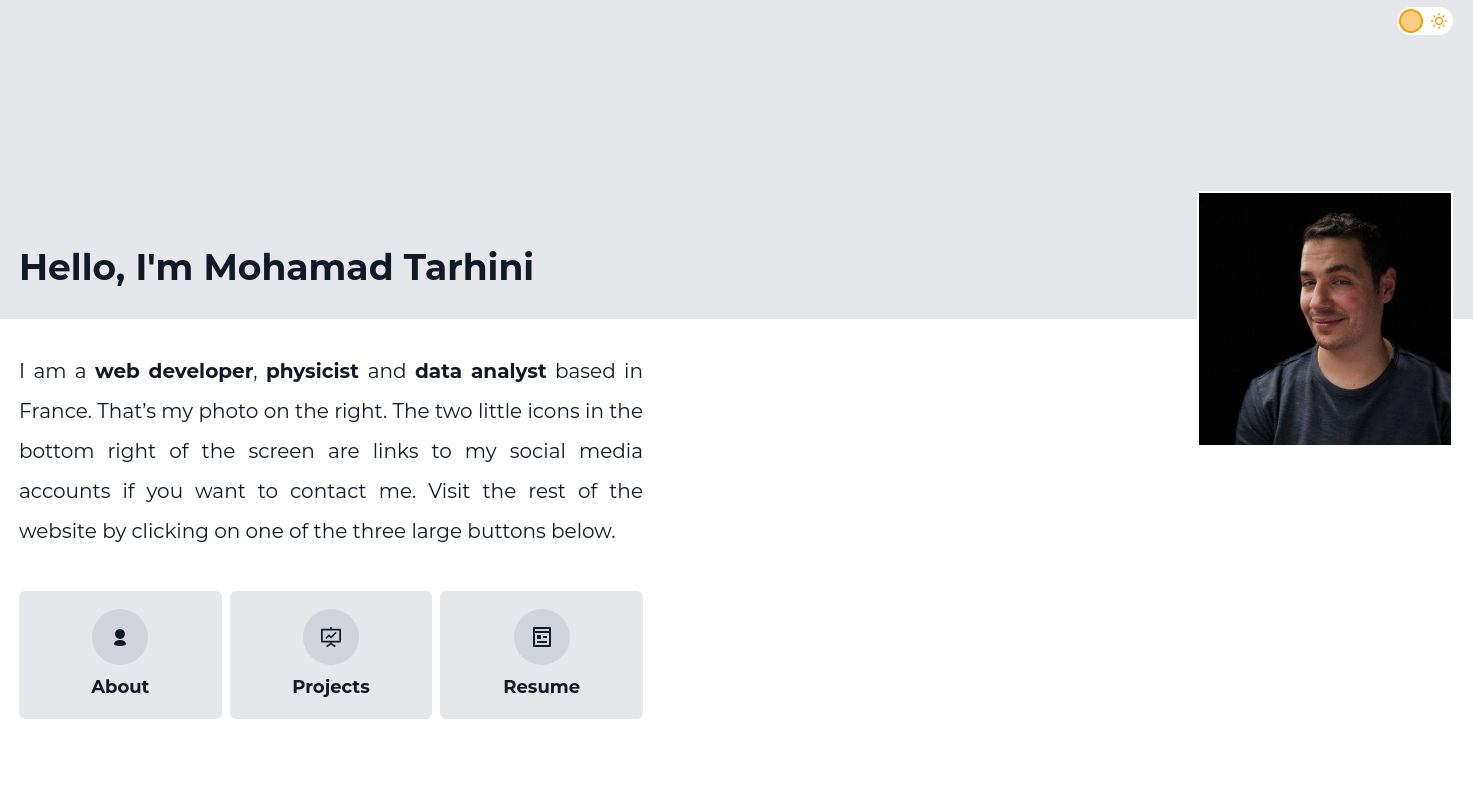 Hello, I'm Mohamad Tarhini
I am a web developer, physicist and data analyst based in
France. That’s my photo on the right. The two little icons in the
bottom right of the screen are links to my social media
accounts if you want to contact me. Visit the rest of the
website by clicking on one of the three large buttons below.
About
Projects
Resume